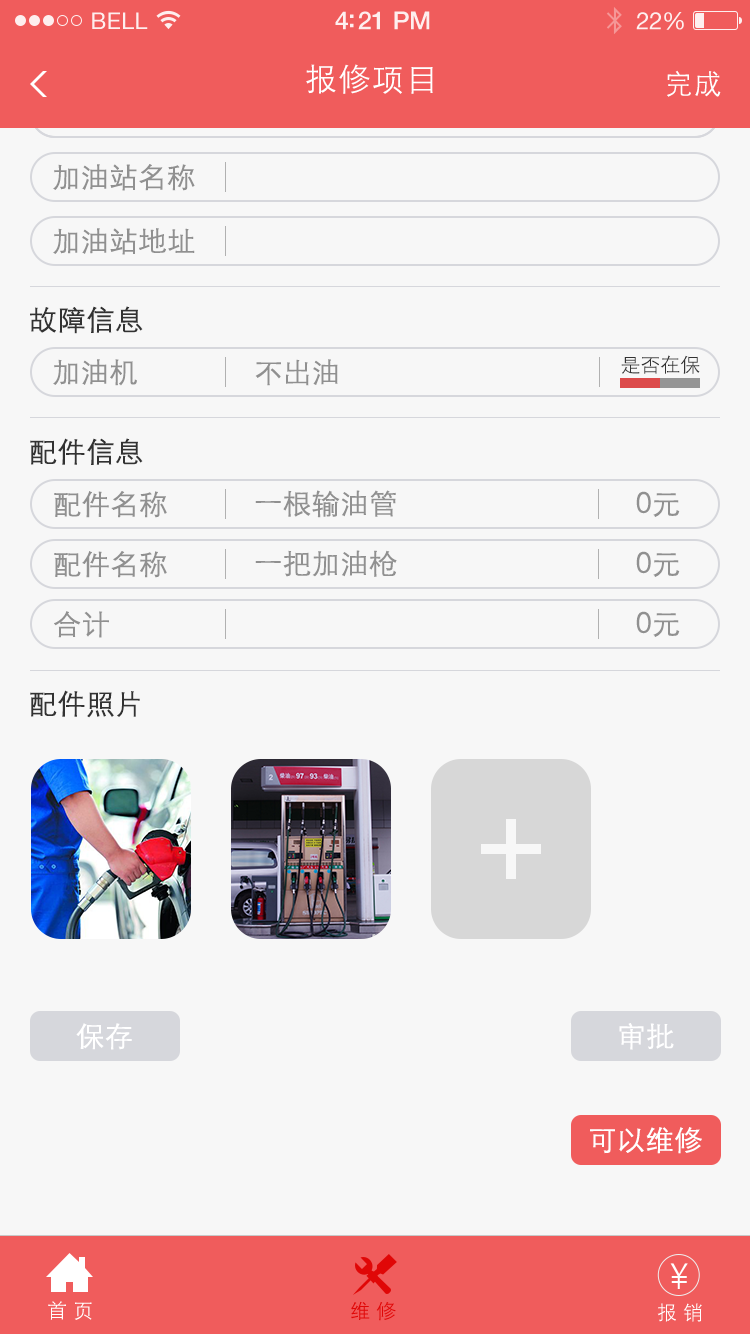 BELL 4:21 PM 22%
报修项目
完成
加油站名称
加油站地址
故障信息
加油机 不出油 是否在保
配件信息
配件名称 一根输油管 0元
配件名称 一把加油枪 0元
合计 0元
配件照片
2 97 93
保存 审批
可以维修
首页 维修 报销